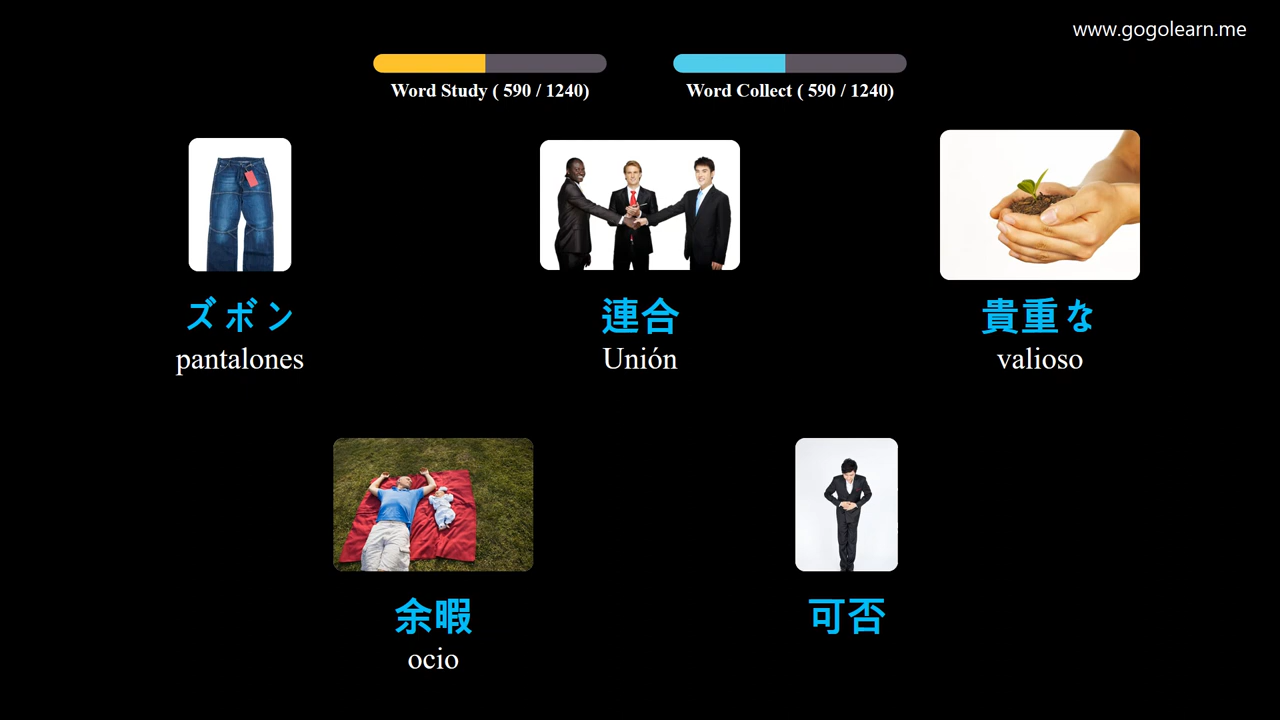 www.gogolearn.me
Word Study ( 590 / 1240)
Word Collect ( 590 / 1240)
ズボン
pantalones
連合
Unión
貴重な
valioso
余暇
ocio
可否